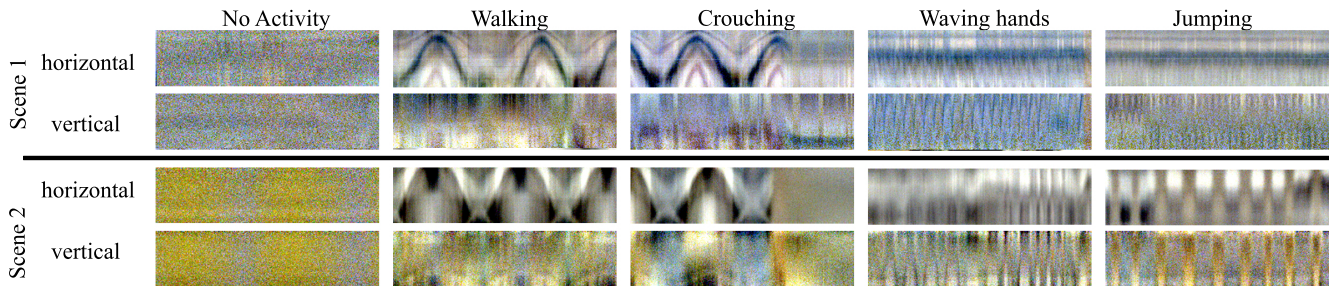 No Activity Walking Crouching Waving hands Jumping
Scene 1
horizontal
vertical
Scene 2
horizontal
vertical